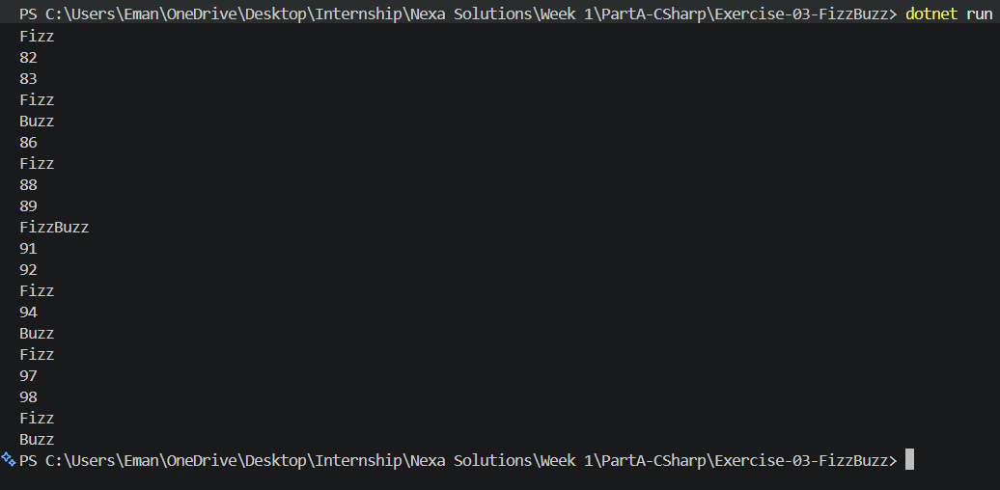 PS C:\Users\Eman\OneDrive\Desktop\Internship\Nexa Solutions\Week 1\PartA-CSharp\Exercise-03-FizzBuzz> dotnet run
Fizz
82
83
Fizz
Buzz
86
Fizz
88
89
FizzBuzz
91
92
Fizz
94
Buzz
Fizz
97
98
Fizz
Buzz
PS C:\Users\Eman\OneDrive\Desktop\Internship\Nexa Solutions\Week 1\PartA-CSharp\Exercise-03-FizzBuzz>